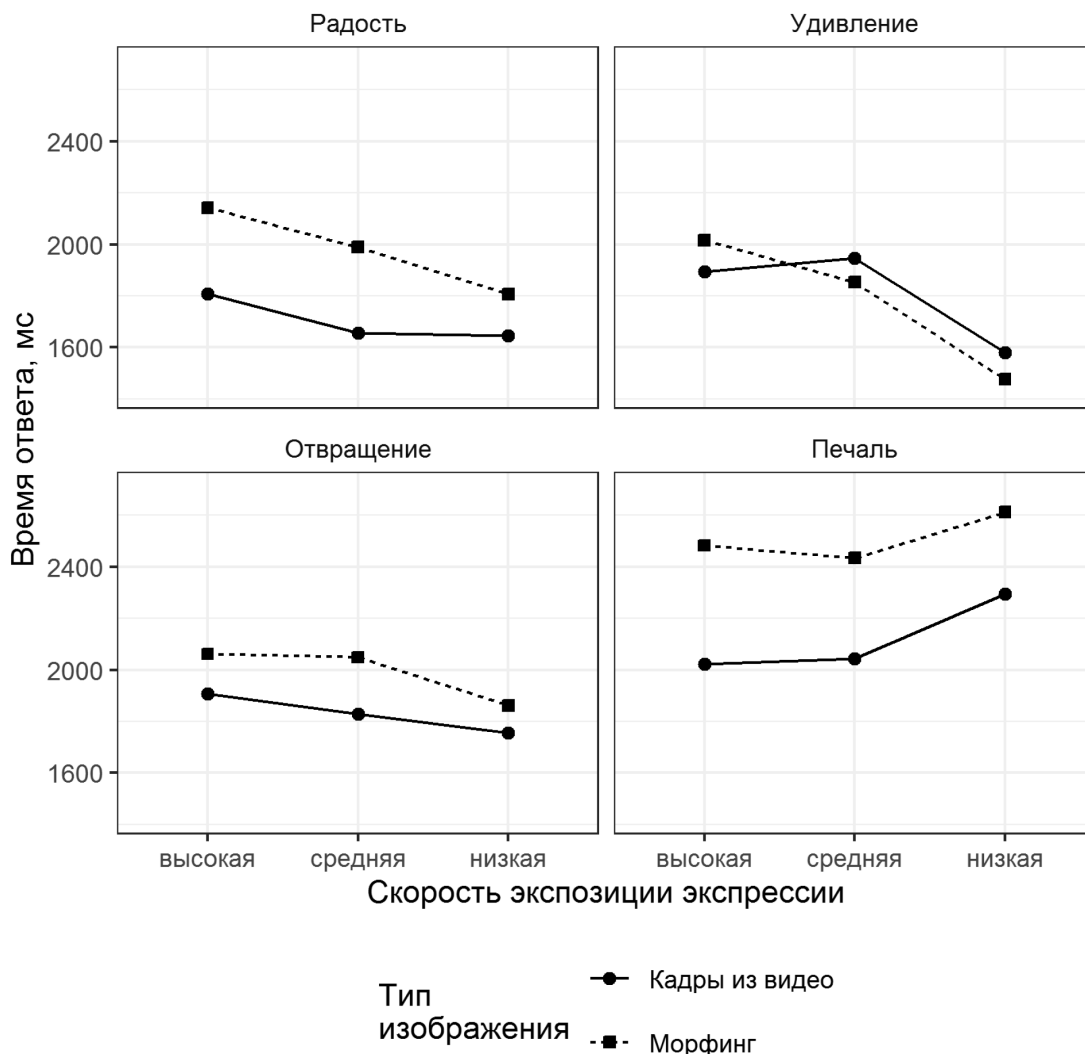 Радость
Удивление
2400
2000
1600
Отвращение
Печаль
2400
2000
1600
высокая
средняя
низкая
высокая
средняя
низкая
Время ответа, мс
Скорость экспозиции экспрессии
Тип
изображения
Кадры из видео
Морфинг